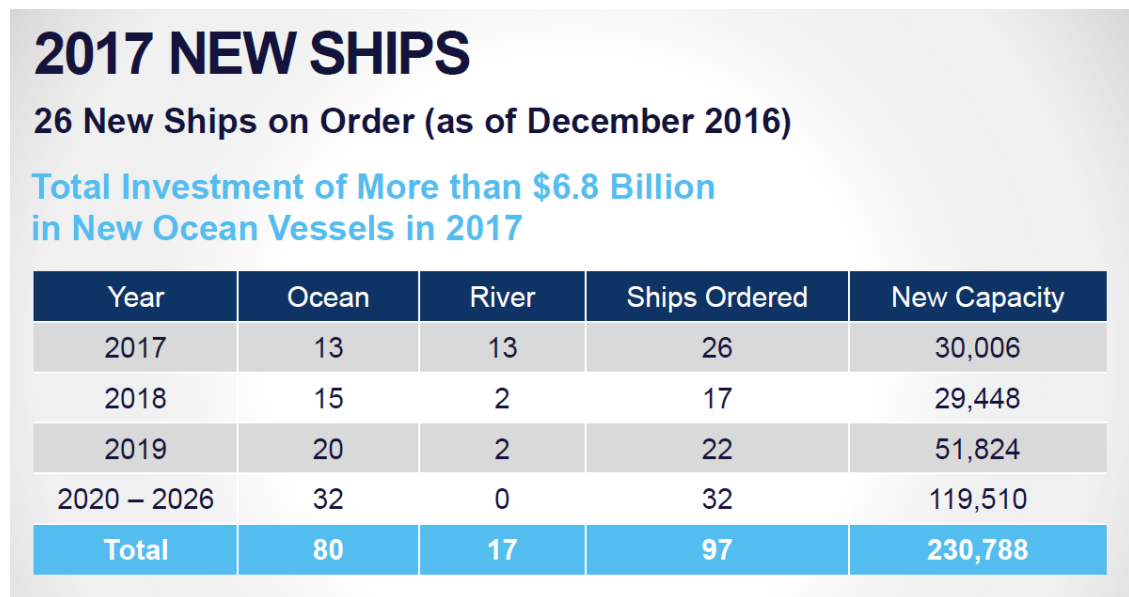 2017 NEW SHIPS
26 New Ships on Order (as of December 2016)
Total Investment of More than $6.8 Billion
in New Ocean Vessels in 2017
Year Ocean River Ships Ordered New Capacity
2017 13 13 26 30,006
2018 15 2 17 29,448
2019 20 2 22 51,824
2020 – 2026 32 0 32 119,510
Total 80 17 97 230,788